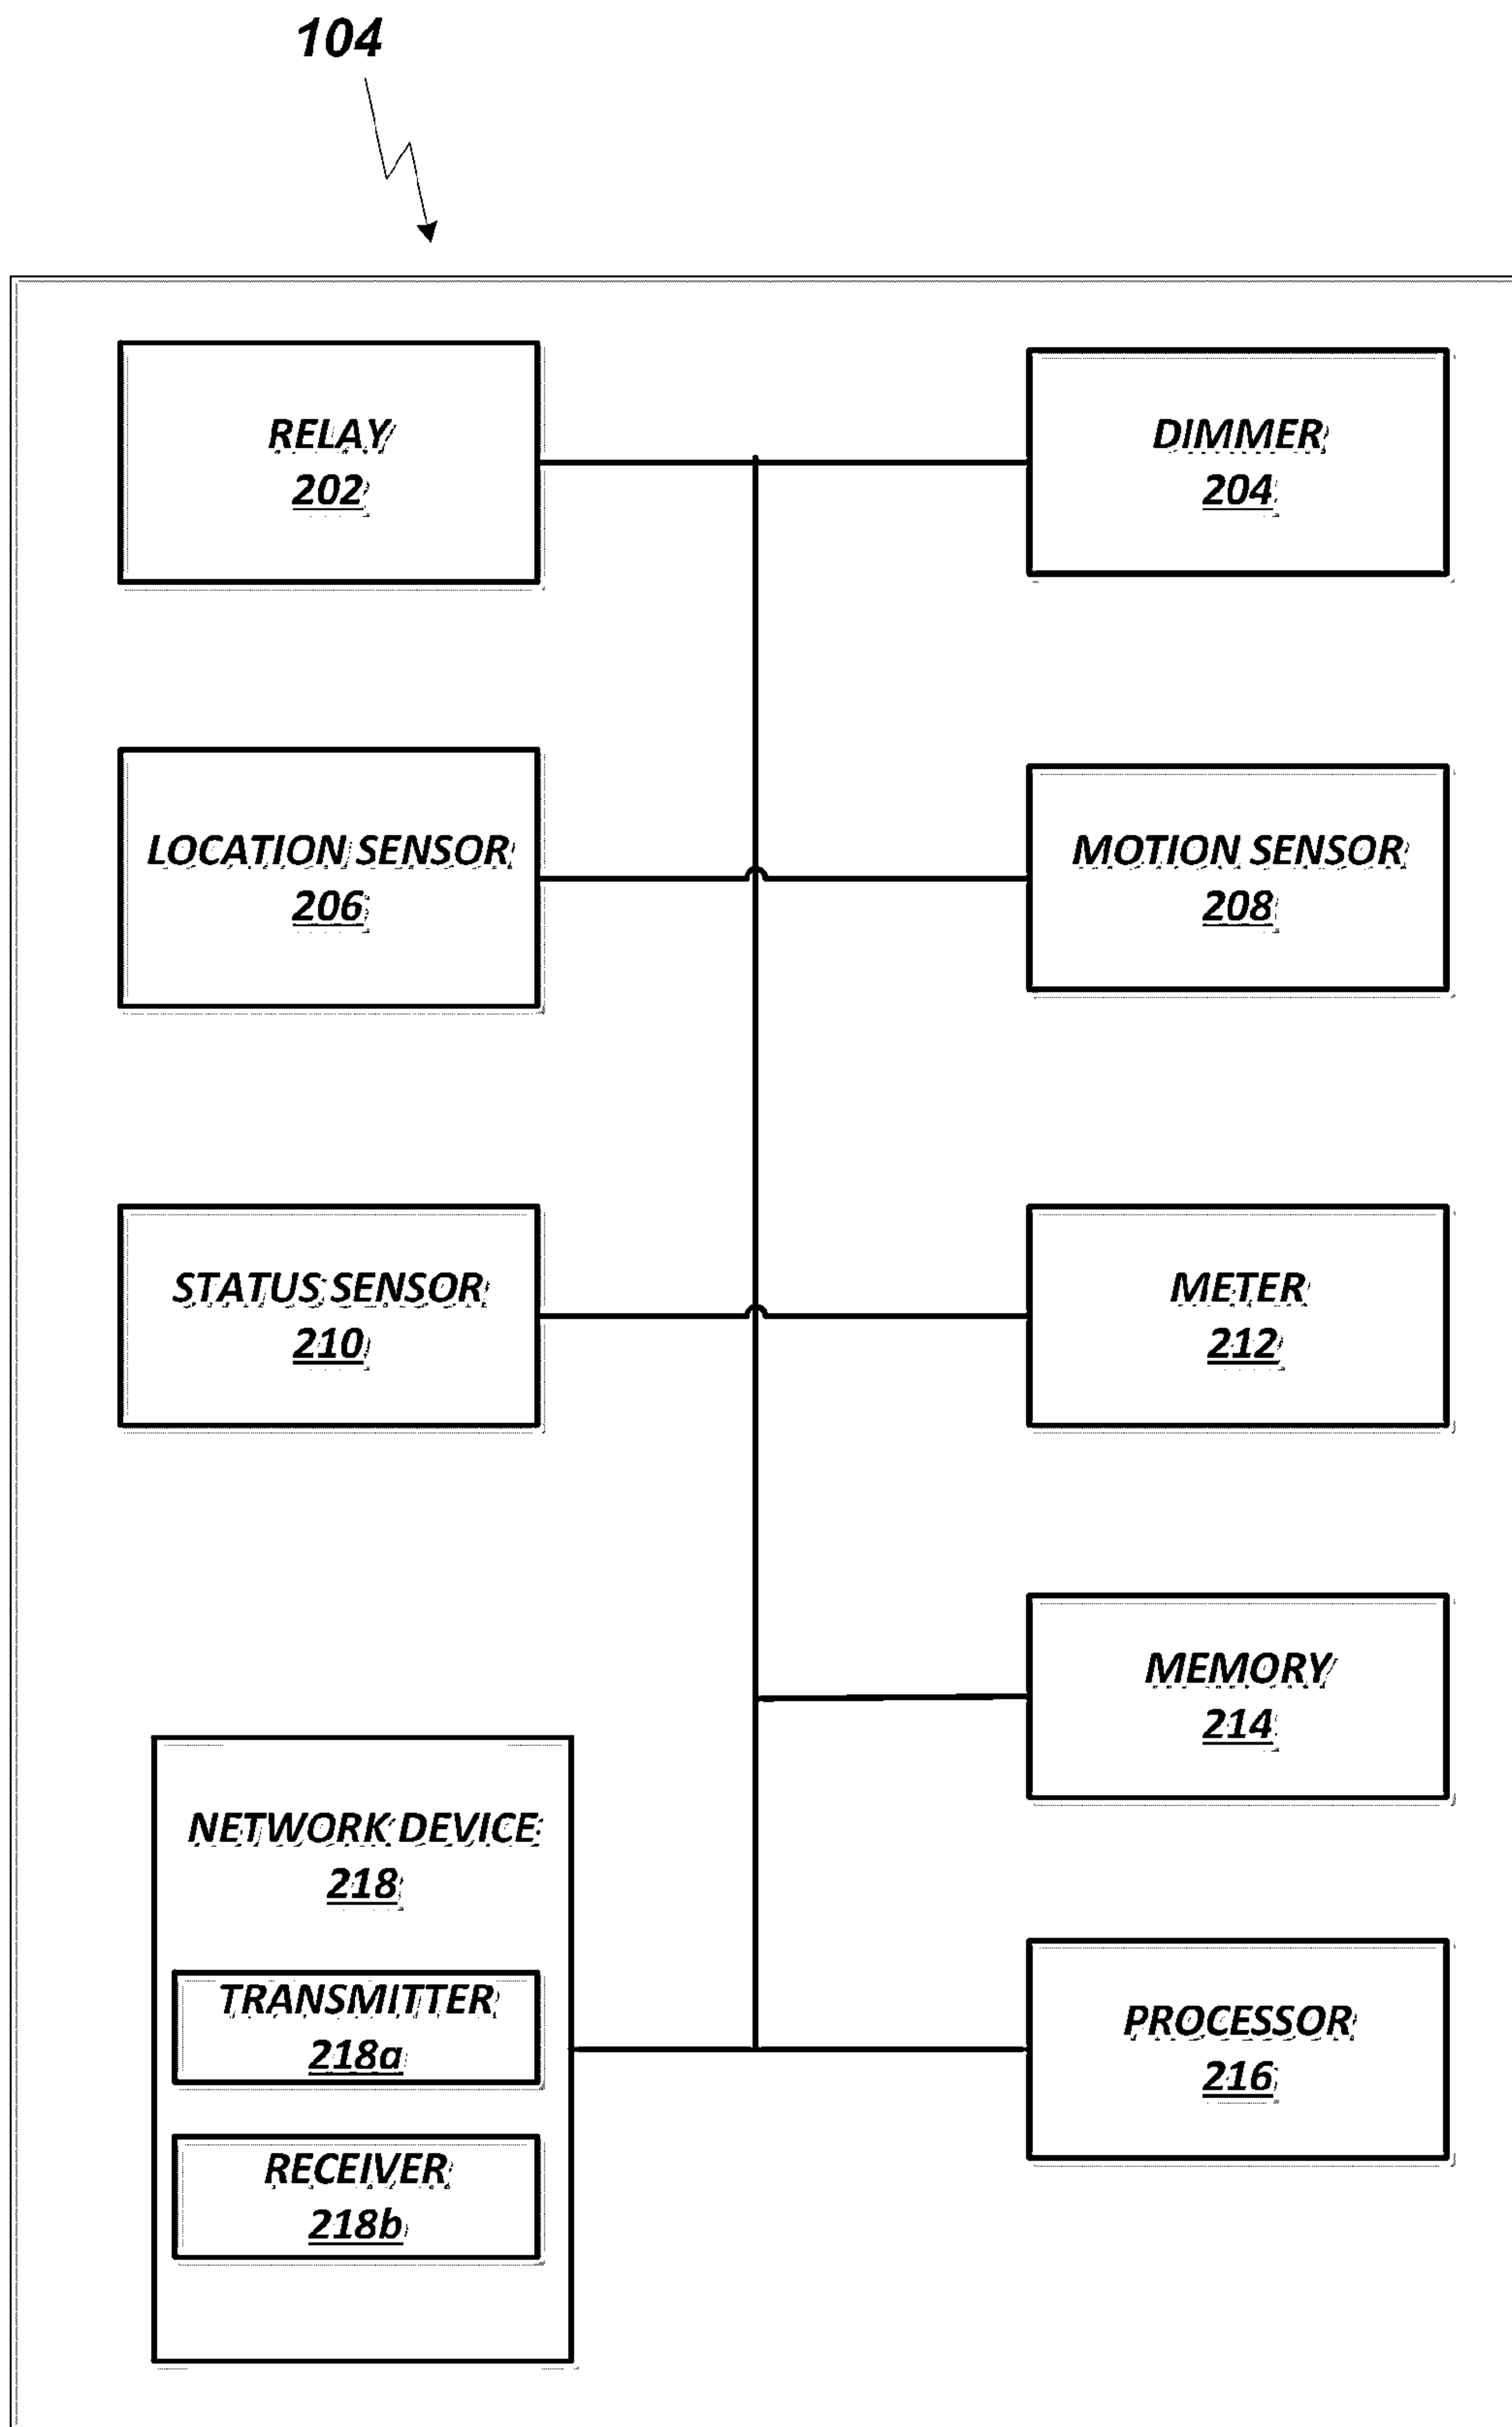 104
RELAY
202
DIMMER
204
LOCATION SENSOR
206
MOTION SENSOR
208
STATUS SENSOR
210
METER
212
MEMORY
214
NETWORK DEVICE
218
TRANSMITTER
218a
RECEIVER
218b
PROCESSOR
216